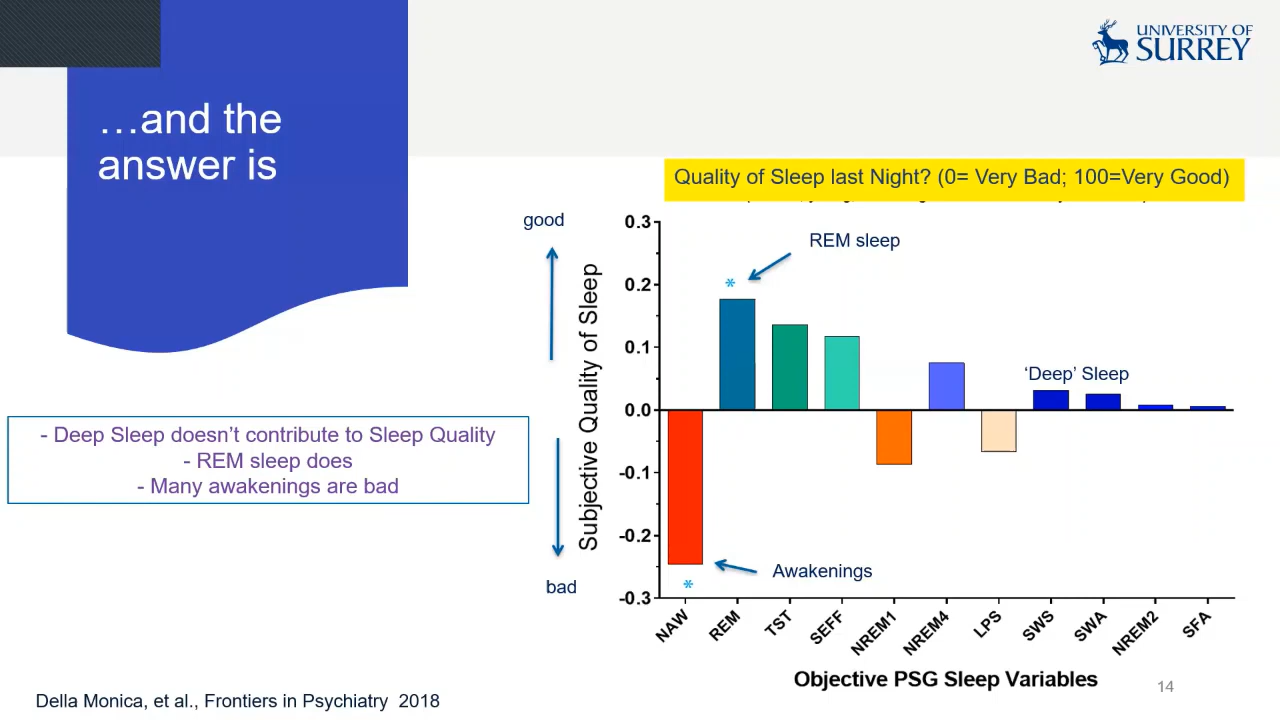 UNIVERSITY OF
SURREY
…and the
answer is
Quality of Sleep last Night? (0= Very Bad; 100=Very Good)
good
Subjective Quality of Sleep
bad
0.3
0.2
0.1
0.0
-0.1
-0.2
-0.3
REM sleep
*
'Deep' Sleep
Awakenings
*
NAW
REM
TST
SEFF
NREM1
NREM4
LPS
SWS
SWA
NREM2
SFA
Objective PSG Sleep Variables
- Deep Sleep doesn't contribute to Sleep Quality
- REM sleep does
- Many awakenings are bad
Della Monica, et al., Frontiers in Psychiatry 2018
14